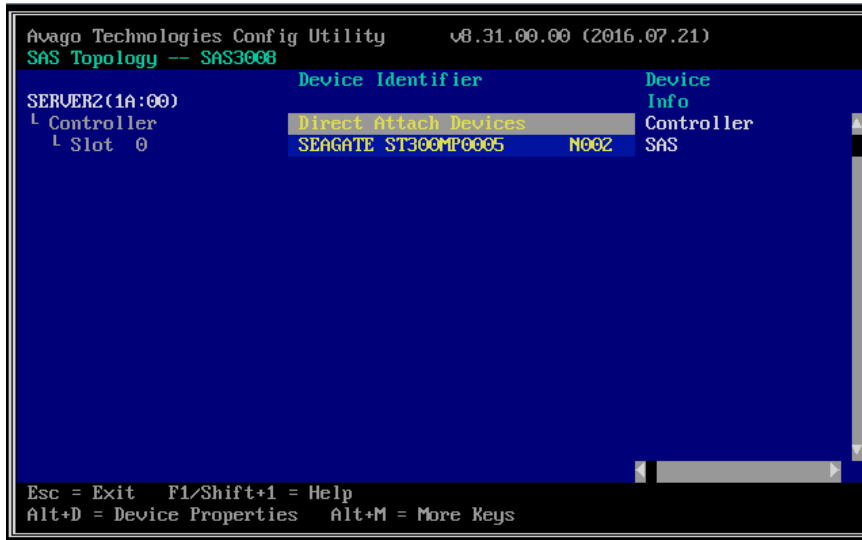 Avago Technologies Config Utility v8.31.00.00 (2016.07.21)
SAS Topology -- SAS3008
Device Identifier Device
SERVER2(1A:00) Info
└ Controller Direct Attach Devices Controller
└ Slot 0 SEAGATE ST300MP0005 N002 SAS
Esc = Exit F1/Shift+1 = Help
Alt+D = Device Properties Alt+M = More Keys